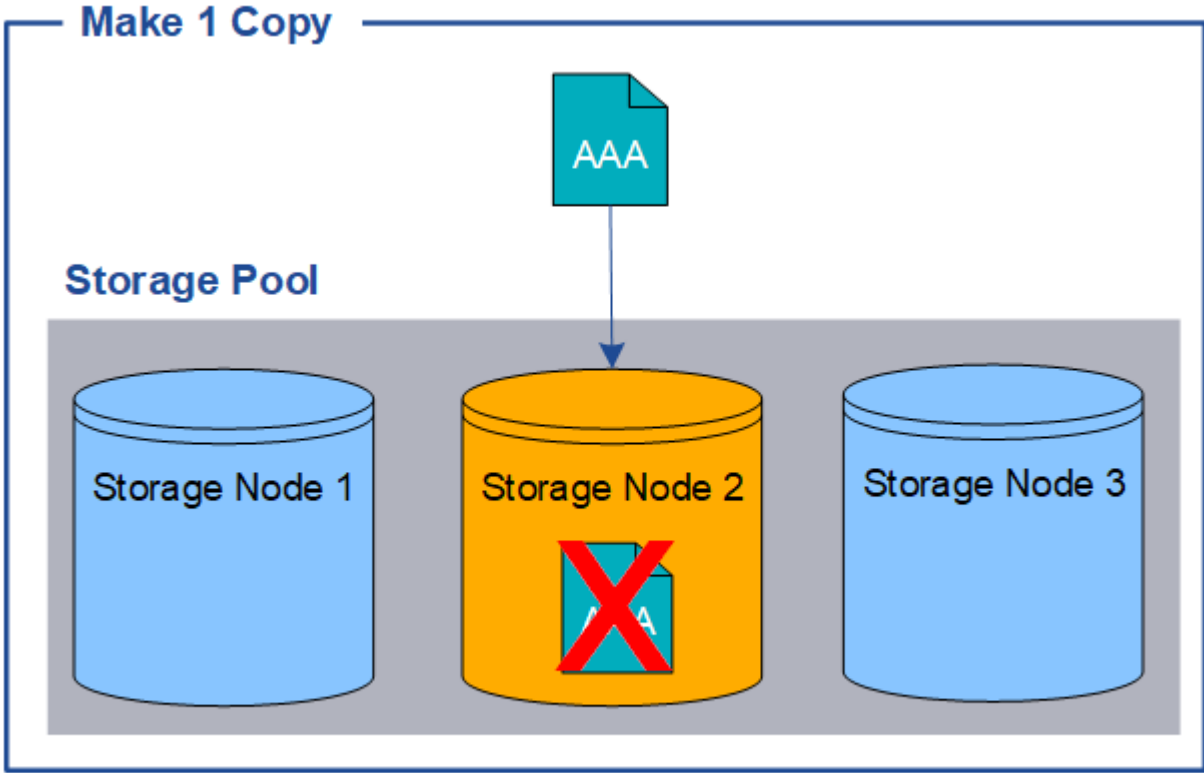 Make 1 Copy
AAA
Storage Pool
Storage Node 1
Storage Node 2
Storage Node 3